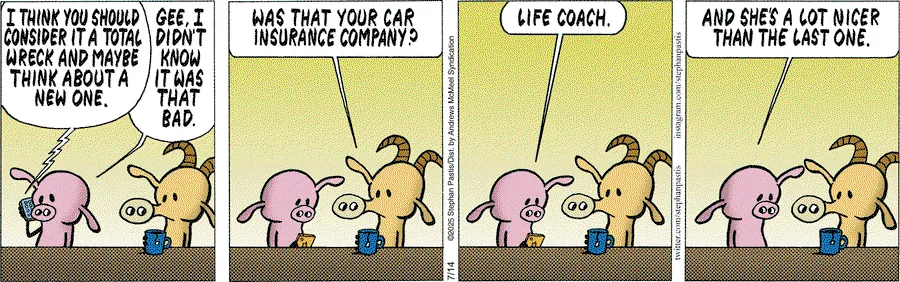 I THINK YOU SHOULD
CONSIDER IT A TOTAL
WRECK AND MAYBE
THINK ABOUT A
NEW ONE.
GEE, I
DIDN'T
KNOW
IT WAS
THAT
BAD.
WAS THAT YOUR CAR
INSURANCE COMPANY?
©2025 Stephan Pastis/Dist. by Andrews McMeel Syndication
7/14
LIFE COACH.
twitter.com/stephanpastis
instagram.com/stephanpastis
AND SHE'S A LOT NICER
THAN THE LAST ONE.